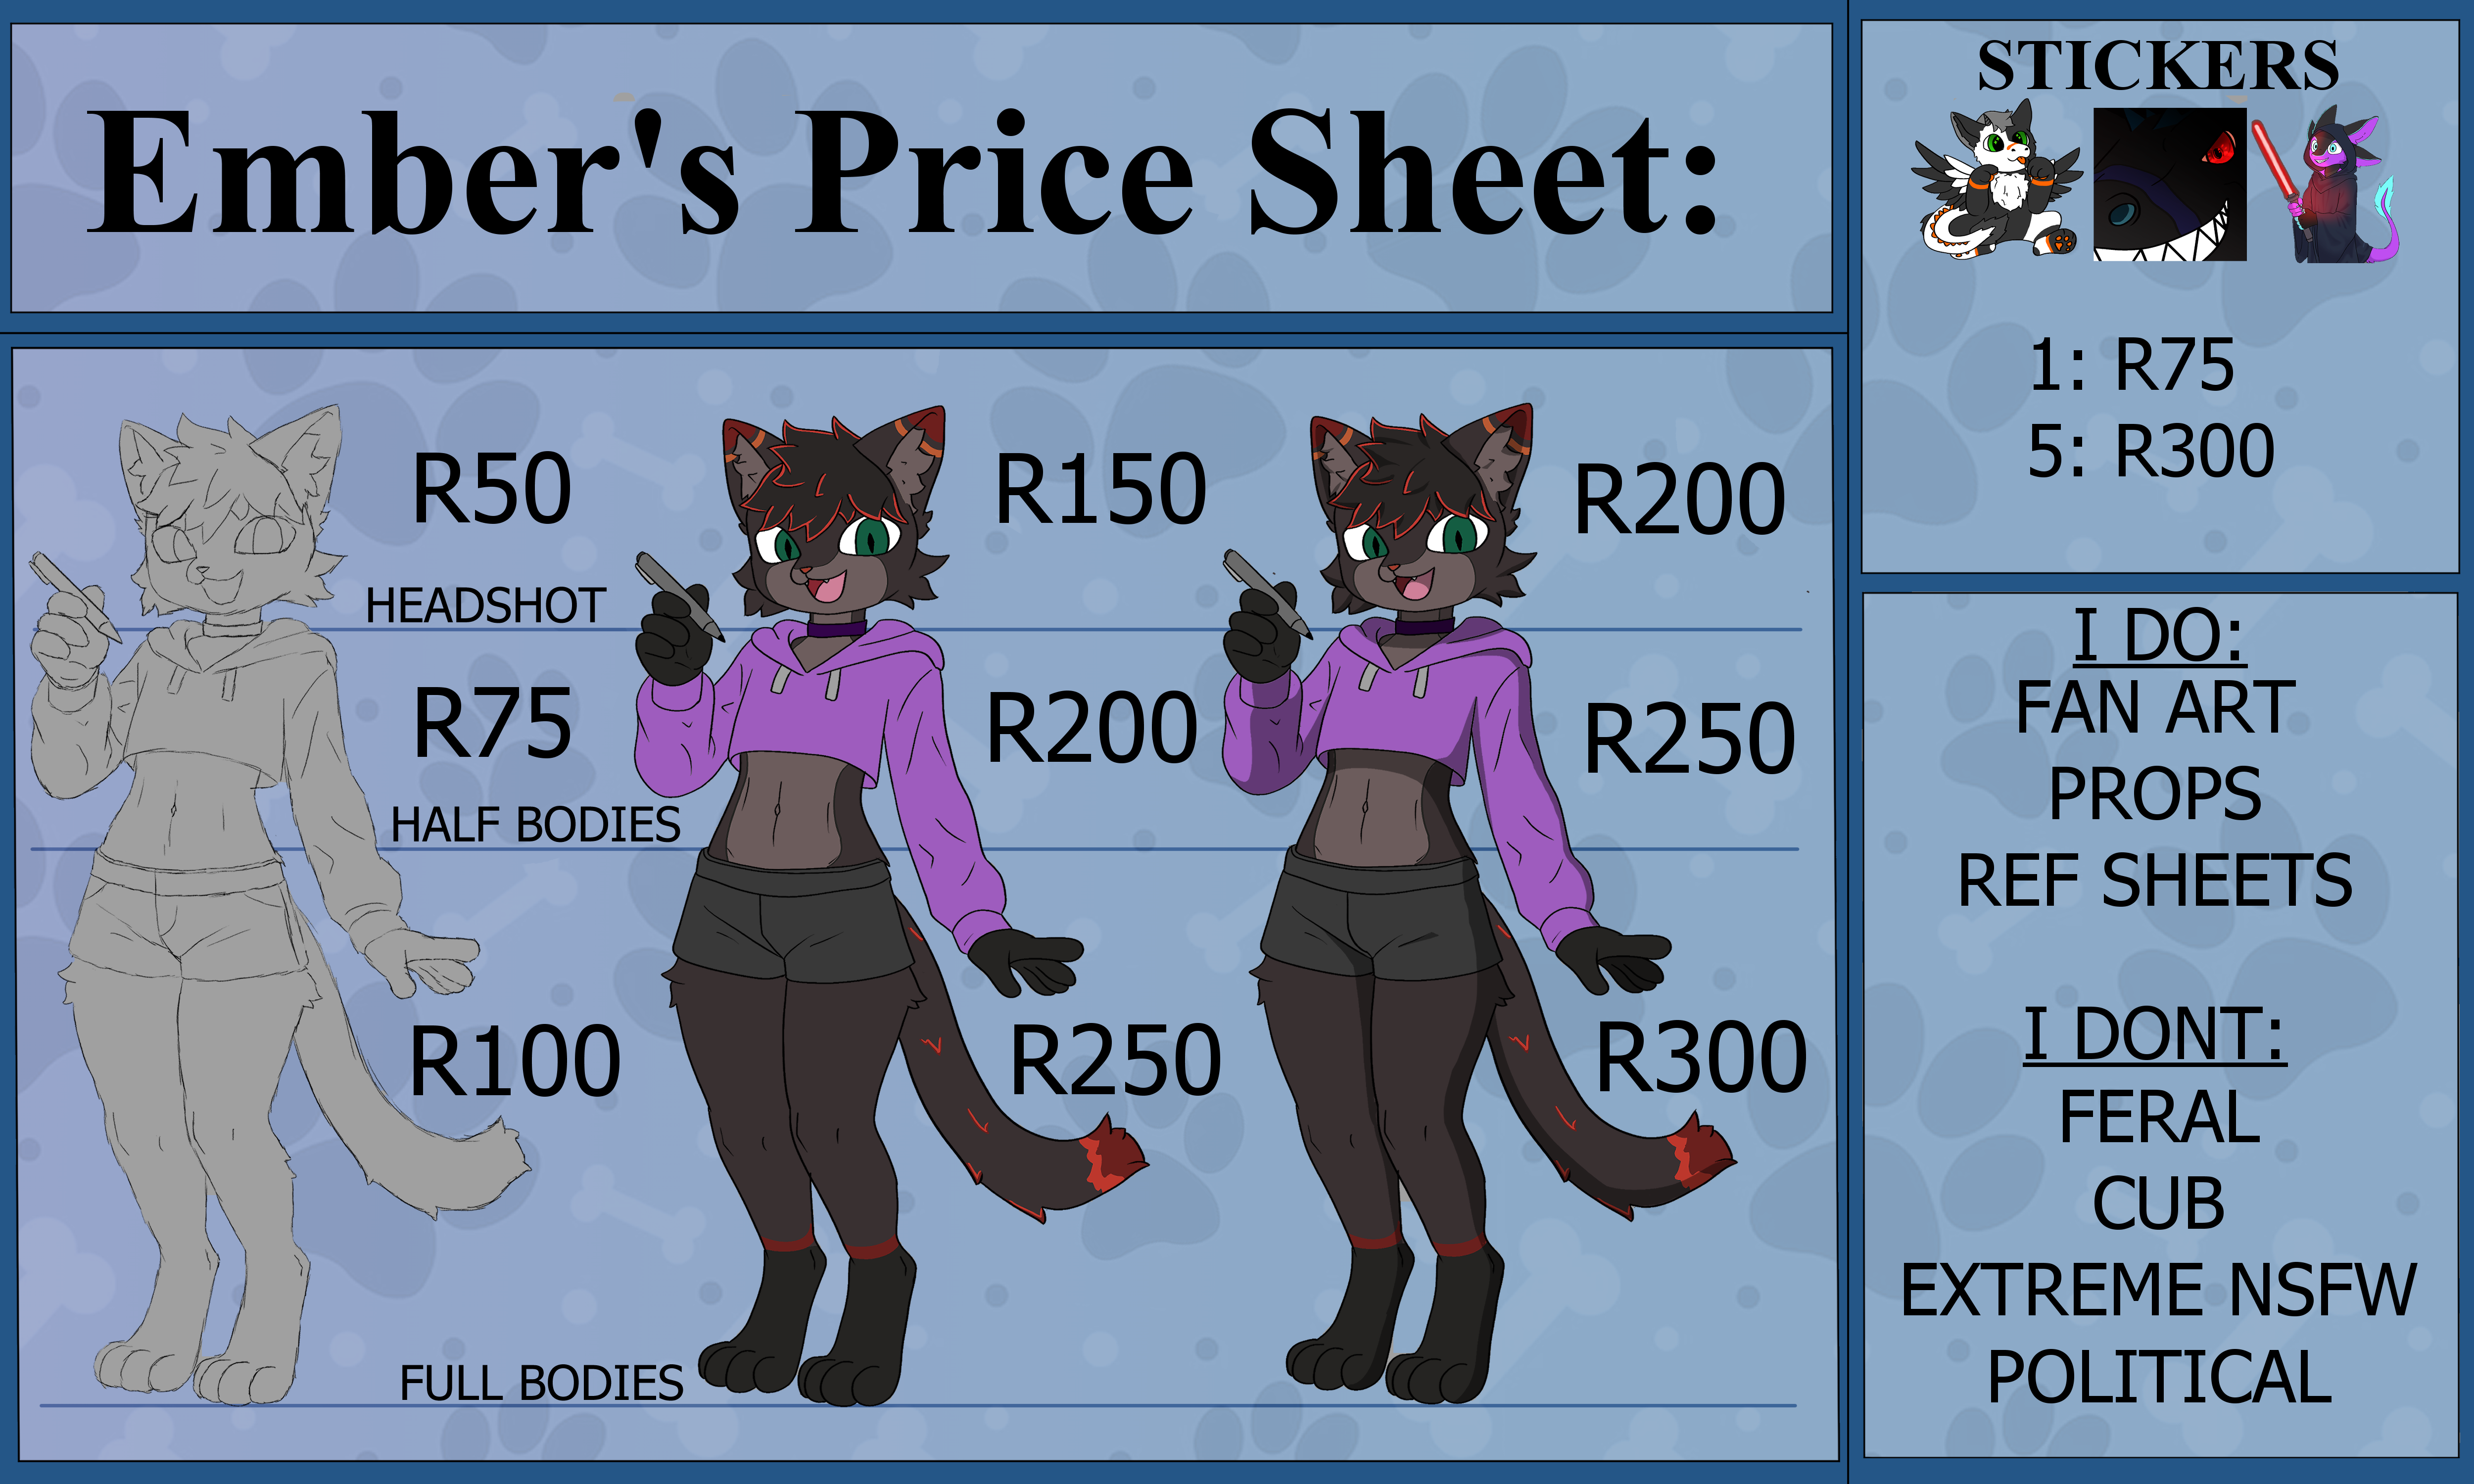 Ember's Price Sheet:
R50
R150
R200
HEADSHOT
R75
R200
R250
HALF BODIES
R100
R250
R300
FULL BODIES
STICKERS
1: R75
5: R300
I DO:
FAN ART
PROPS
REF SHEETS
I DONT:
FERAL
CUB
EXTREME NSFW
POLITICAL